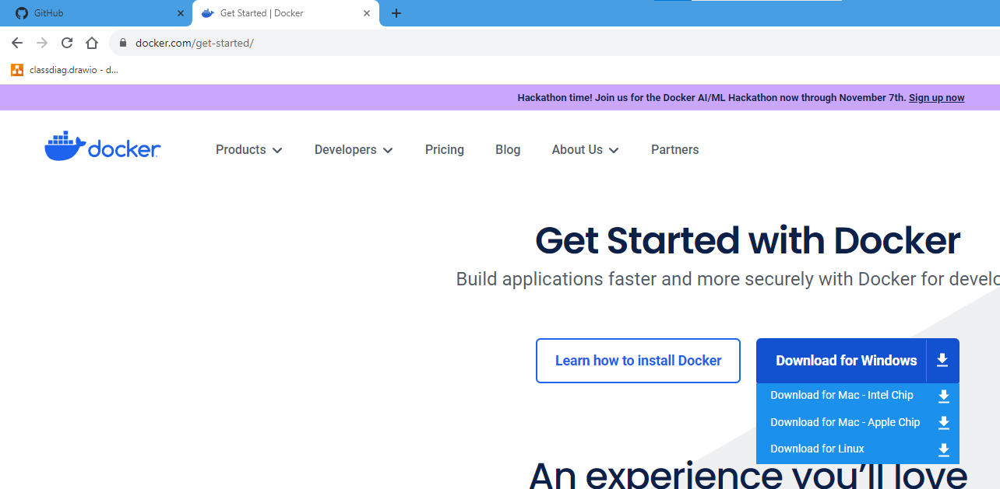 GitHub
Get Started | Docker
docker.com/get-started/
classdiag.drawio - d...
Hackathon time! Join us for the Docker AI/ML Hackathon now through November 7th. Sign up now
docker
Products Developers Pricing Blog About Us Partners
Get Started with Docker
Build applications faster and more securely with Docker for develo
Learn how to install Docker
Download for Windows
Download for Mac - Intel Chip
Download for Mac - Apple Chip
Download for Linux
An experience you'll love